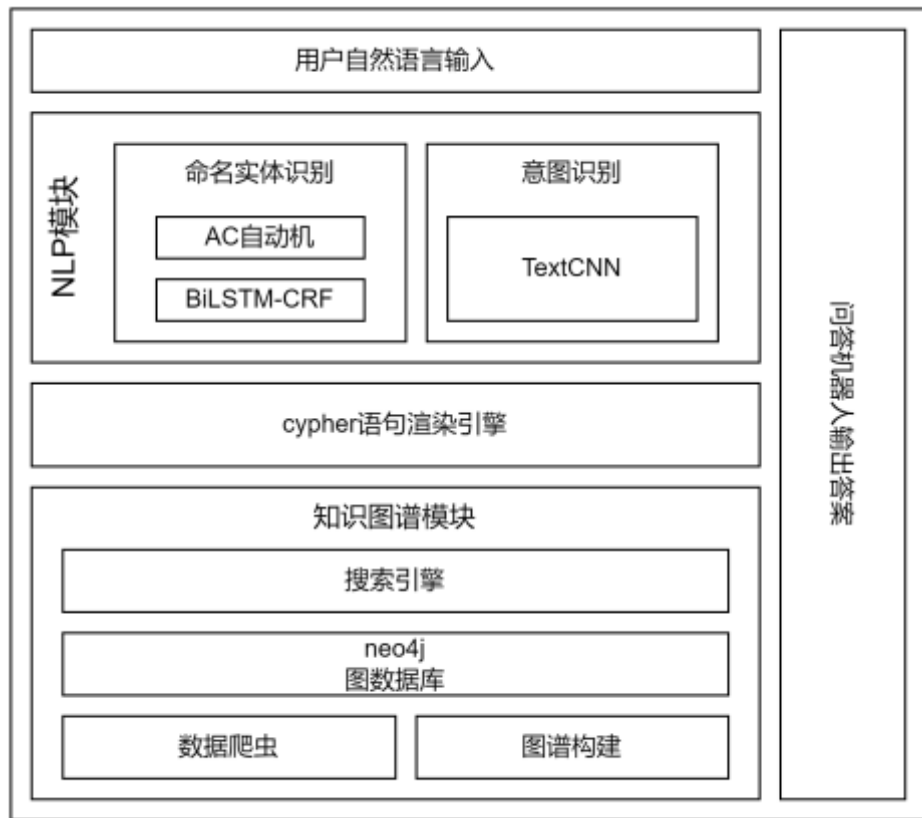 用户自然语言输入
NLP模块
命名实体识别
AC自动机
BiLSTM-CRF
意图识别
TextCNN
cypher语句渲染引擎
知识图谱模块
搜索引擎
neo4j
图数据库
数据爬虫
图谱构建
问答机器人输出答案